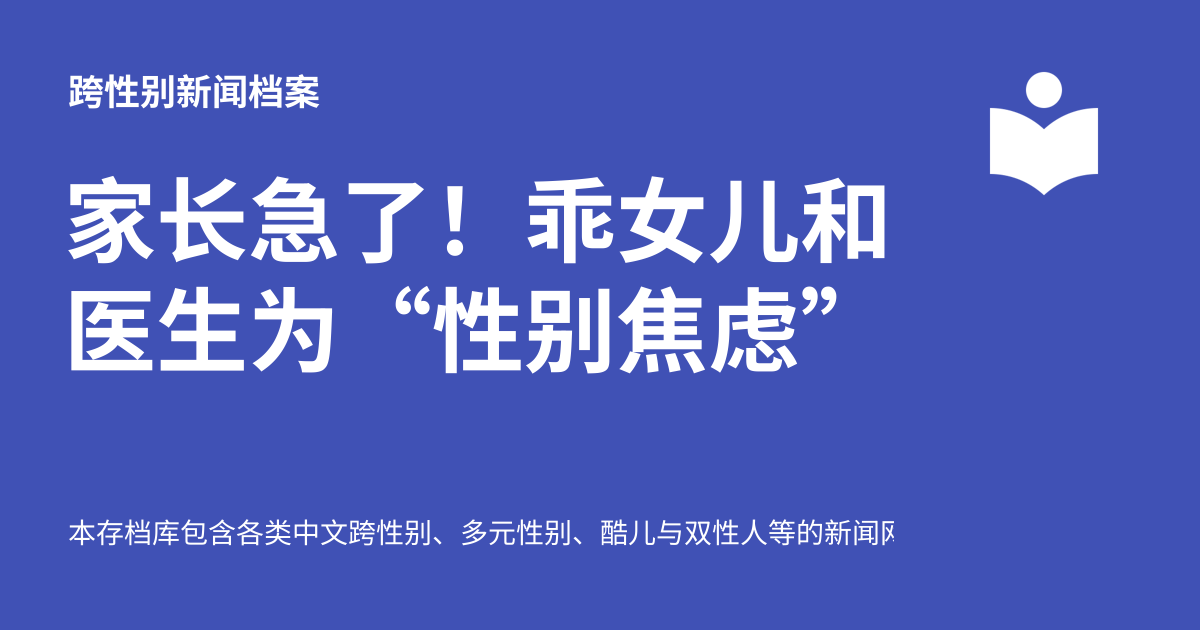 跨性别新闻档案
家长急了！乖女儿和
医生为“性别焦虑”
本存档库包含各类中文跨性别、多元性别、酷儿与双性人等的新闻